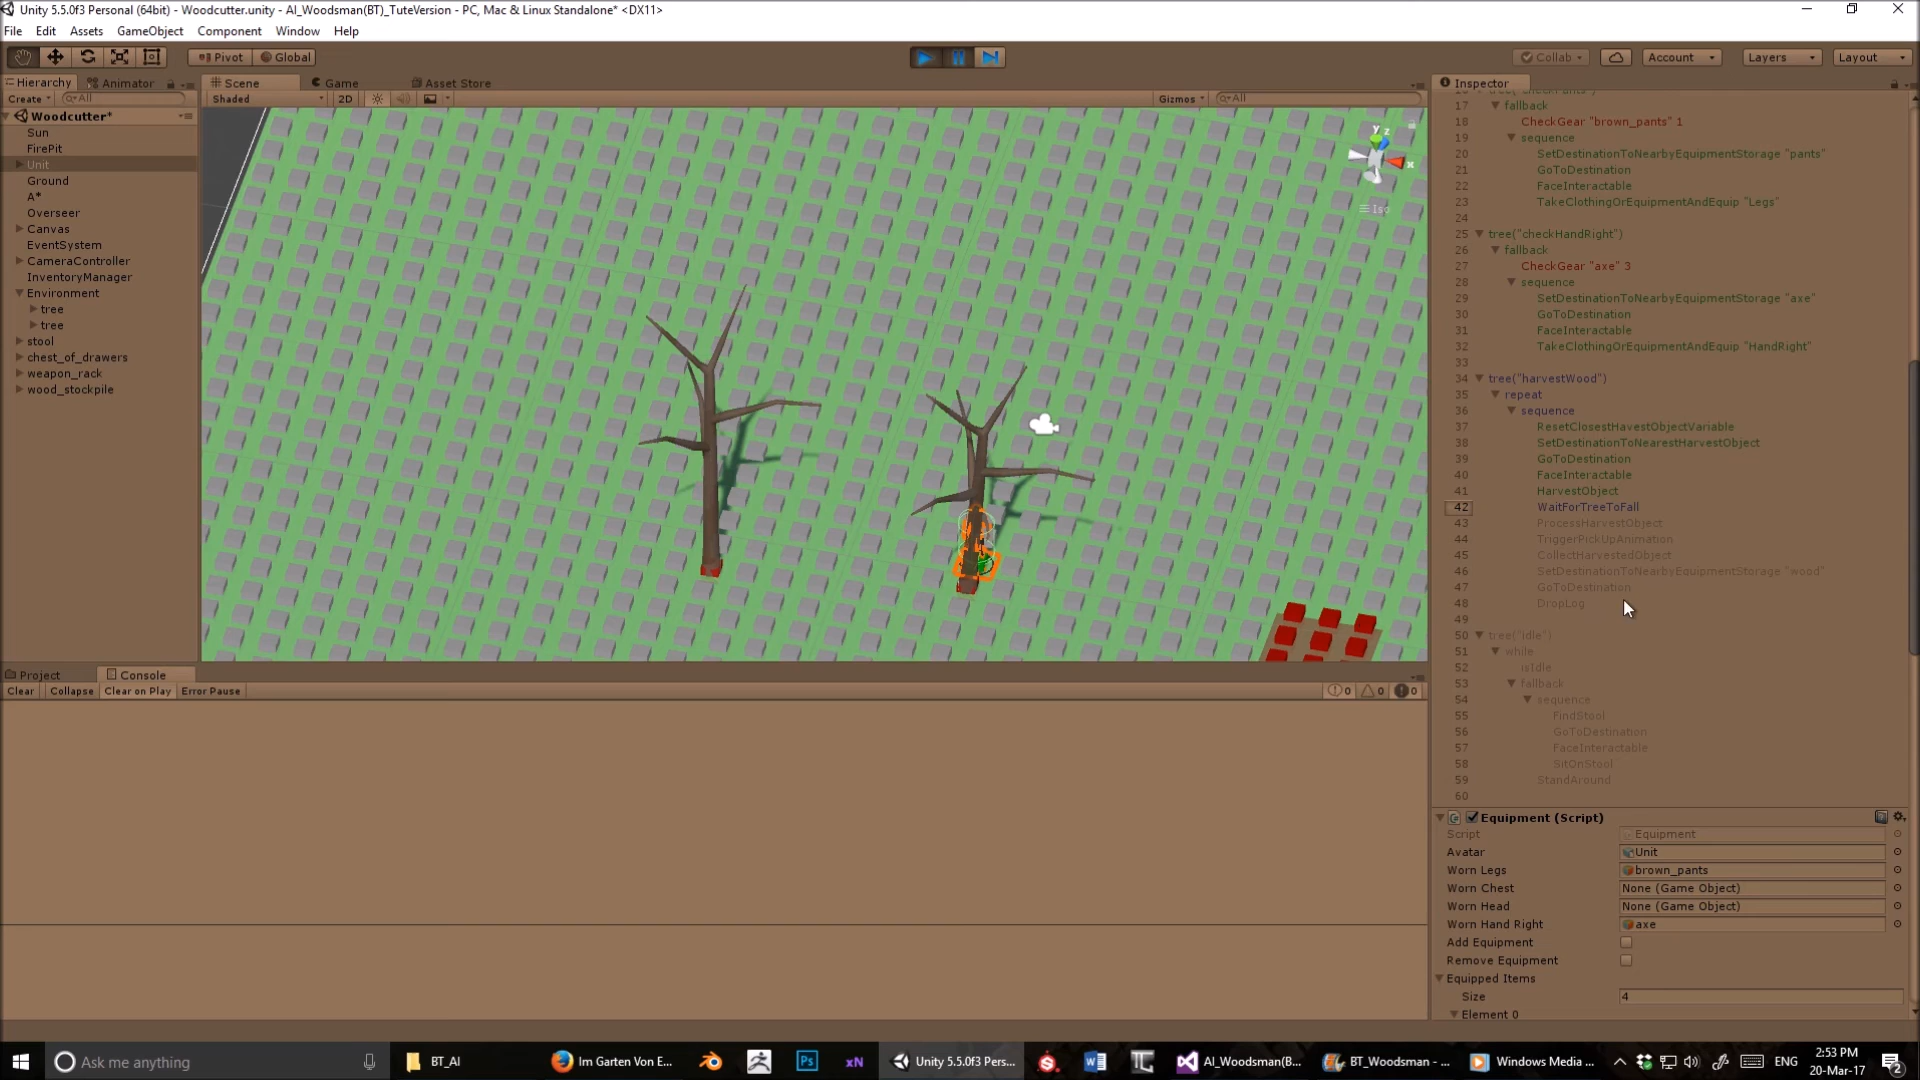 Unity 5.5.0f3 Personal (64bit) - Woodcutter.unity - AI_Woodsman(BT)_TuteVersion - PC, Mac & Linux Standalone* <DX11>
File Edit Assets GameObject Component Window Help
Pivot Global Collab Account Layers Layout
Hierarchy Animator
Create All
Woodcutter*
Sun
FirePit
Unit
Ground
A*
Overseer
Canvas
EventSystem
CameraController
InventoryManager
Environment
tree
tree
stool
chest_of_drawers
weapon_rack
wood_stockpile
Scene Game Asset Store
Shaded 2D Gizmos All
y z
x
Iso
Project Console
Clear Collapse Clear on Play Error Pause 0 0 0
Inspector
16 tree("checkPants")
17 fallback
18 CheckGear "brown_pants" 1
19 sequence
20 SetDestinationToNearbyEquipmentStorage "pants"
21 GoToDestination
22 FaceInteractable
23 TakeClothingOrEquipmentAndEquip "Legs"
24
25 tree("checkHandRight")
26 fallback
27 CheckGear "axe" 3
28 sequence
29 SetDestinationToNearbyEquipmentStorage "axe"
30 GoToDestination
31 FaceInteractable
32 TakeClothingOrEquipmentAndEquip "HandRight"
33
34 tree("harvestWood")
35 repeat
36 sequence
37 ResetClosestHavestObjectVariable
38 SetDestinationToNearestHarvestObject
39 GoToDestination
40 FaceInteractable
41 HarvestObject
42 WaitForTreeToFall
43 ProcessHarvestObject
44 TriggerPickUpAnimation
45 CollectHarvestedObject
46 SetDestinationToNearbyEquipmentStorage "wood"
47 GoToDestination
48 DropLog
49
50 tree("idle")
51 while
52 isIdle
53 fallback
54 sequence
55 FindStool
56 GoToDestination
57 FaceInteractable
58 SitOnStool
59 StandAround
60
Equipment (Script)
Script Equipment
Avatar Unit
Worn Legs brown_pants
Worn Chest None (Game Object)
Worn Head None (Game Object)
Worn Hand Right axe
Add Equipment
Remove Equipment
Equipped Items
Size 4
Element 0
Ask me anything BT_AI Im Garten Von E... Ps xN Unity 5.5.0f3 Pers... AI_Woodsman(B... BT_Woodsman - ... Windows Media ... ENG 2:53 PM
20-Mar-17 2